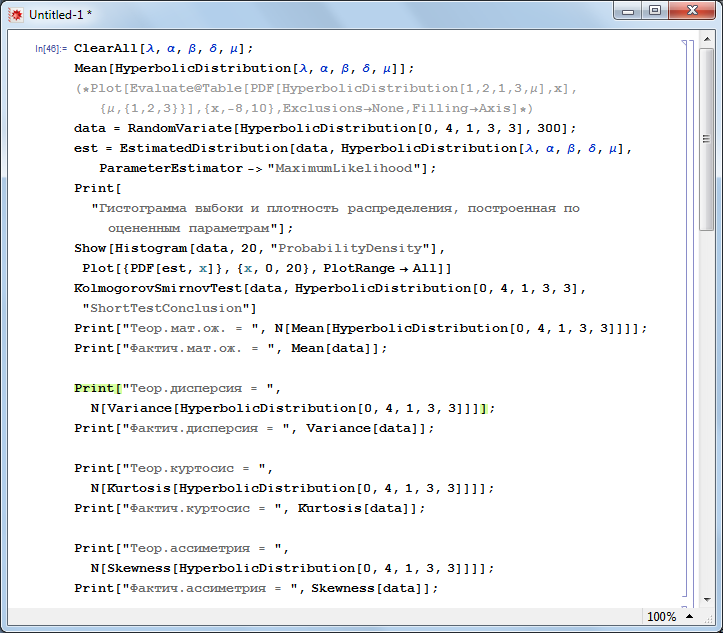 Untitled-1 *
In[46]:= ClearAll[λ, α, β, δ, μ];
Mean[HyperbolicDistribution[λ, α, β, δ, μ]];
(*Plot[Evaluate@Table[PDF[HyperbolicDistribution[1,2,1,3,μ],x],
{μ,{1,2,3}}],{x,-8,10},Exclusions→None,Filling→Axis]*)
data = RandomVariate[HyperbolicDistribution[0, 4, 1, 3, 3], 300];
est = EstimatedDistribution[data, HyperbolicDistribution[λ, α, β, δ, μ],
ParameterEstimator -> "MaximumLikelihood"];
Print[
"Гистограмма выбоки и плотность распределения, построенная по
оцененным параметрам"];
Show[Histogram[data, 20, "ProbabilityDensity"],
Plot[{PDF[est, x]}, {x, 0, 20}, PlotRange → All]]
KolmogorovSmirnovTest[data, HyperbolicDistribution[0, 4, 1, 3, 3],
"ShortTestConclusion"]
Print["Теор.мат.ож. = ", N[Mean[HyperbolicDistribution[0, 4, 1, 3, 3]]]];
Print["Фактич.мат.ож. = ", Mean[data]];
Print["Теор.дисперсия = ",
N[Variance[HyperbolicDistribution[0, 4, 1, 3, 3]]]];
Print["Фактич.дисперсия = ", Variance[data]];
Print["Теор.куртосис = ",
N[Kurtosis[HyperbolicDistribution[0, 4, 1, 3, 3]]]];
Print["Фактич.куртосис = ", Kurtosis[data]];
Print["Теор.ассиметрия = ",
N[Skewness[HyperbolicDistribution[0, 4, 1, 3, 3]]]];
Print["Фактич.ассиметрия = ", Skewness[data]];
100%